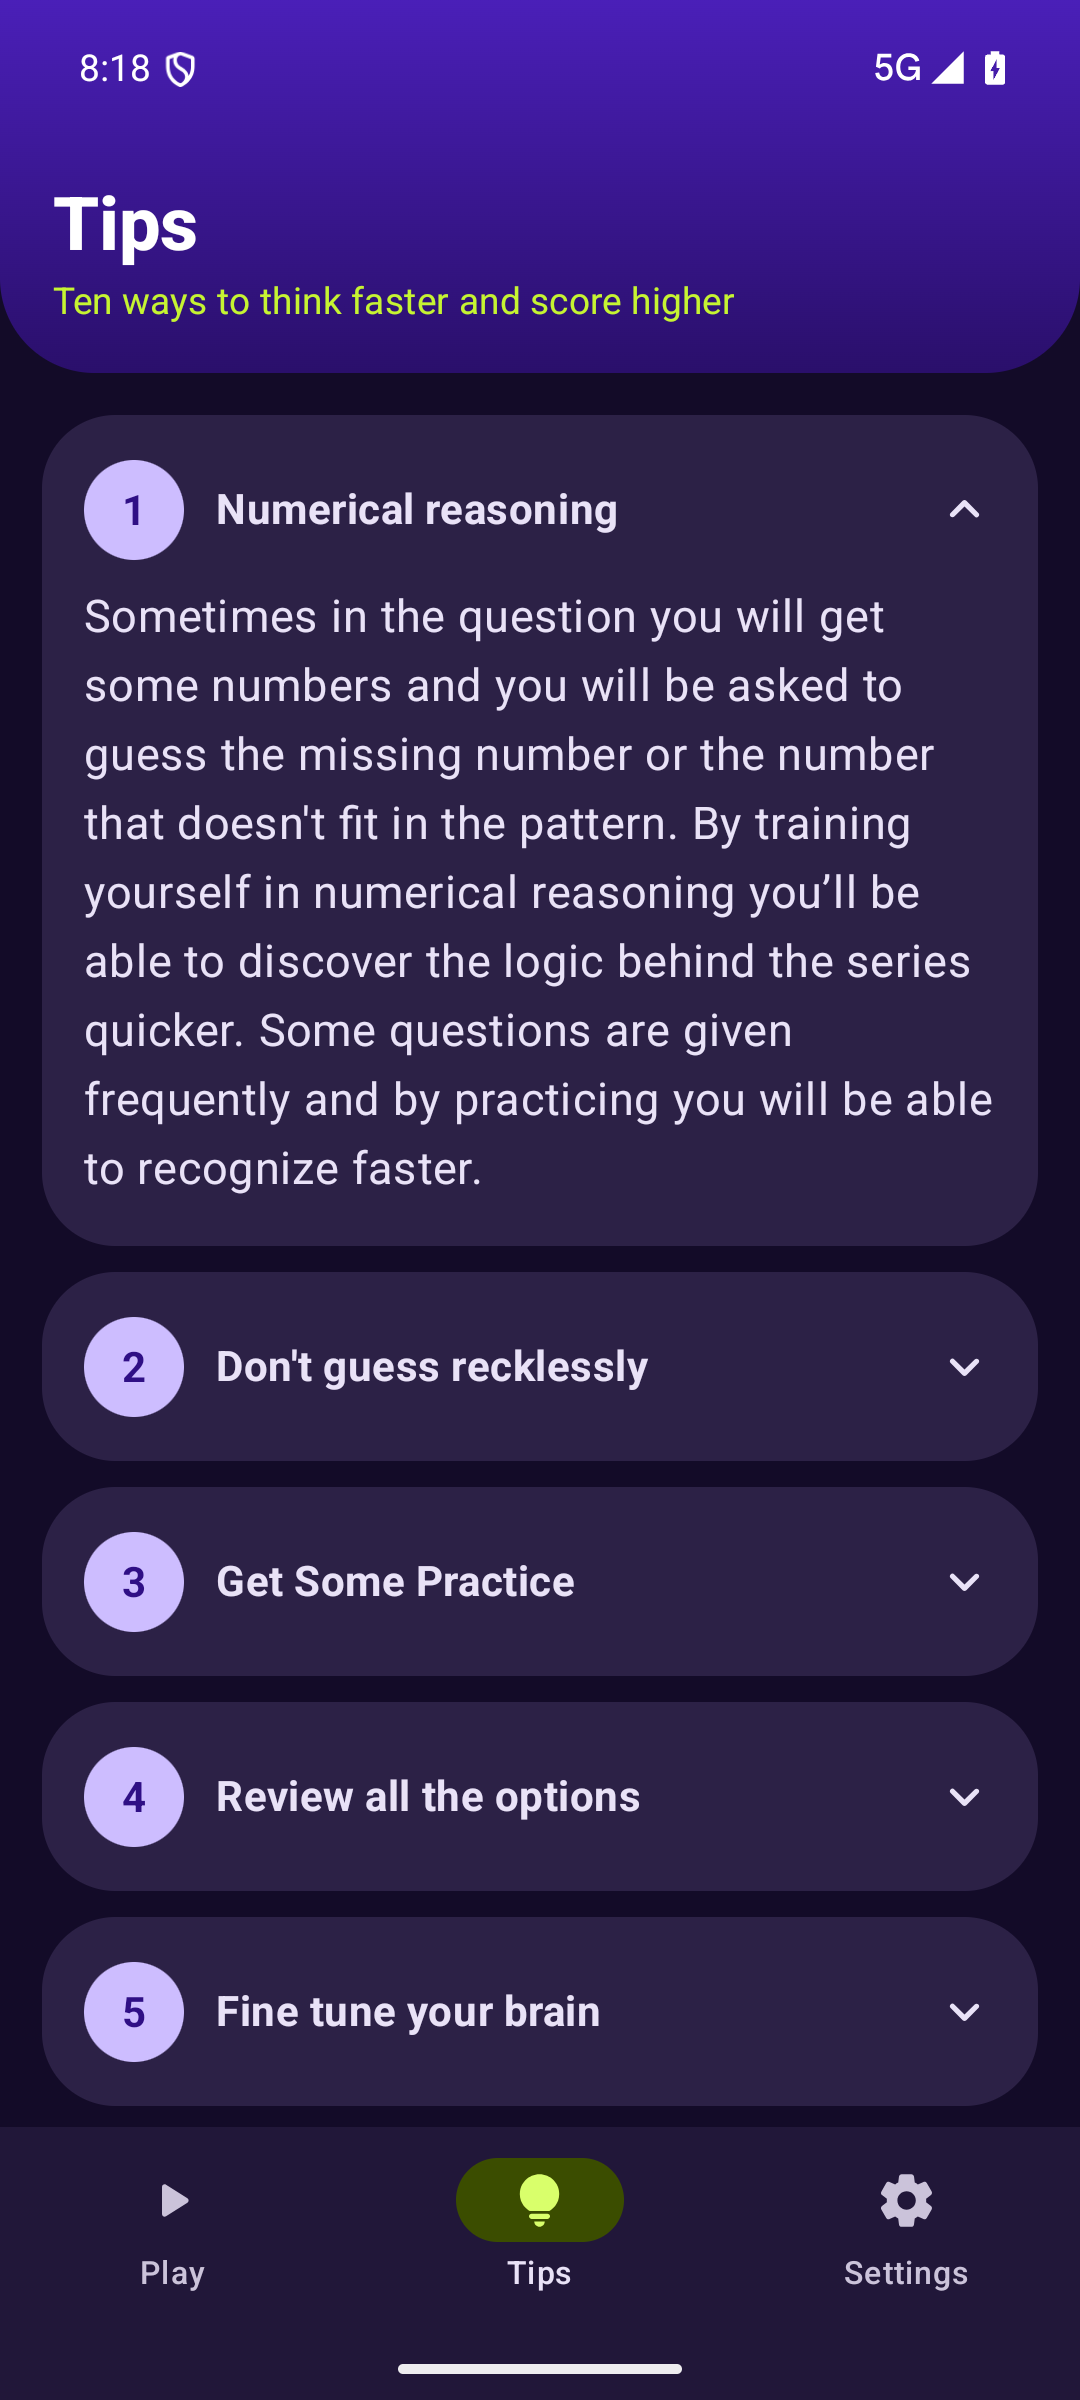 8:18
5G
Tips
Ten ways to think faster and score higher
1
Numerical reasoning
Sometimes in the question you will get
some numbers and you will be asked to
guess the missing number or the number
that doesn't fit in the pattern. By training
yourself in numerical reasoning you’ll be
able to discover the logic behind the series
quicker. Some questions are given
frequently and by practicing you will be able
to recognize faster.
2
Don't guess recklessly
3
Get Some Practice
4
Review all the options
5
Fine tune your brain
Play
Tips
Settings